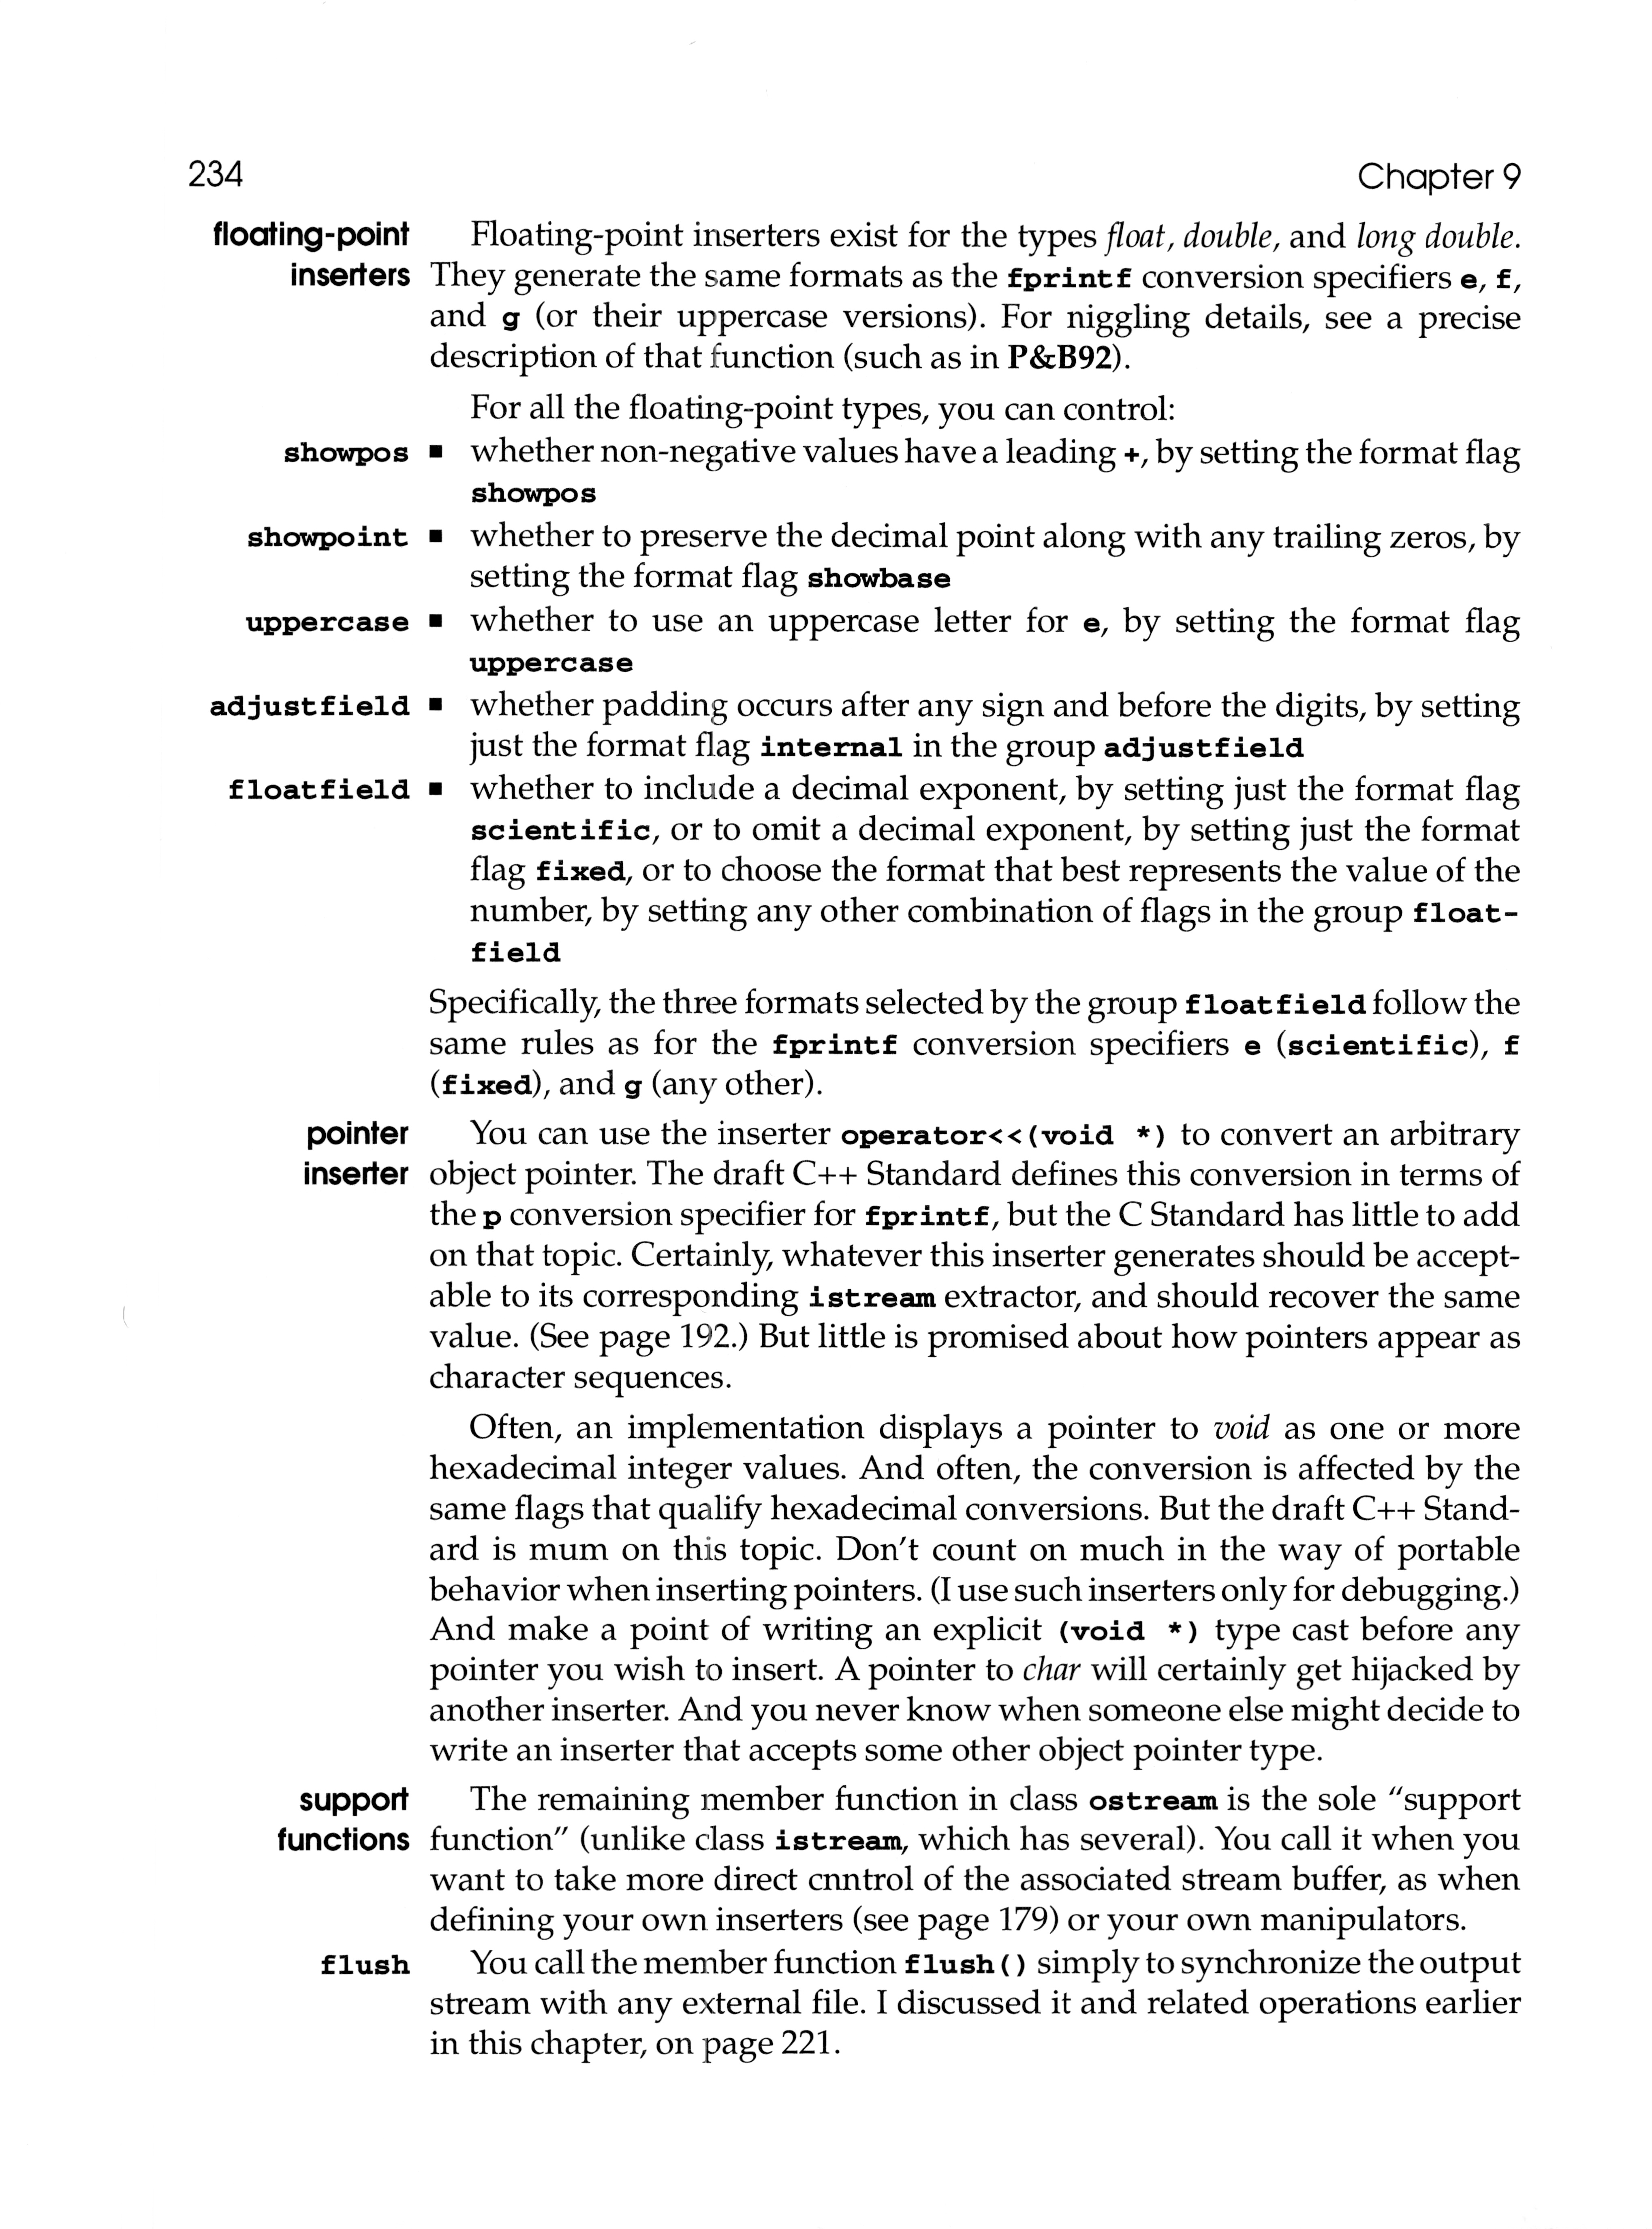 234 Chapter 9
floating-point Floating-point inserters exist for the types float, double, and long double.
inserters They generate the same formats as the fprintf conversion specifiers e, f,
and g (or their uppercase versions). For niggling details, see a precise
description of that function (such as in P&B92).
For all the floating-point types, you can control:
showpos ■ whether non-negative values have a leading +, by setting the format flag
showpos
showpoint ■ whether to preserve the decimal point along with any trailing zeros, by
setting the format flag showbase
uppercase ■ whether to use an uppercase letter for e, by setting the format flag
uppercase
adjustfield ■ whether padding occurs after any sign and before the digits, by setting
just the format flag internal in the group adjustfield
floatfield ■ whether to include a decimal exponent, by setting just the format flag
scientific, or to omit a decimal exponent, by setting just the format
flag fixed, or to choose the format that best represents the value of the
number, by setting any other combination of flags in the group float-
field
Specifically, the three formats selected by the group floatfield follow the
same rules as for the fprintf conversion specifiers e (scientific), f
(fixed), and g (any other).
pointer You can use the inserter operator<<(void *) to convert an arbitrary
inserter object pointer. The draft C++ Standard defines this conversion in terms of
the p conversion specifier for fprintf, but the C Standard has little to add
on that topic. Certainly, whatever this inserter generates should be accept-
able to its corresponding istream extractor, and should recover the same
value. (See page 192.) But little is promised about how pointers appear as
character sequences.
Often, an implementation displays a pointer to void as one or more
hexadecimal integer values. And often, the conversion is affected by the
same flags that qualify hexadecimal conversions. But the draft C++ Stand-
ard is mum on this topic. Don't count on much in the way of portable
behavior when inserting pointers. (I use such inserters only for debugging.)
And make a point of writing an explicit (void *) type cast before any
pointer you wish to insert. A pointer to char will certainly get hijacked by
another inserter. And you never know when someone else might decide to
write an inserter that accepts some other object pointer type.
support The remaining member function in class ostream is the sole "support
functions function" (unlike class istream, which has several). You call it when you
want to take more direct cnntrol of the associated stream buffer, as when
defining your own inserters (see page 179) or your own manipulators.
flush You call the member function flush() simply to synchronize the output
stream with any external file. I discussed it and related operations earlier
in this chapter, on page 221.